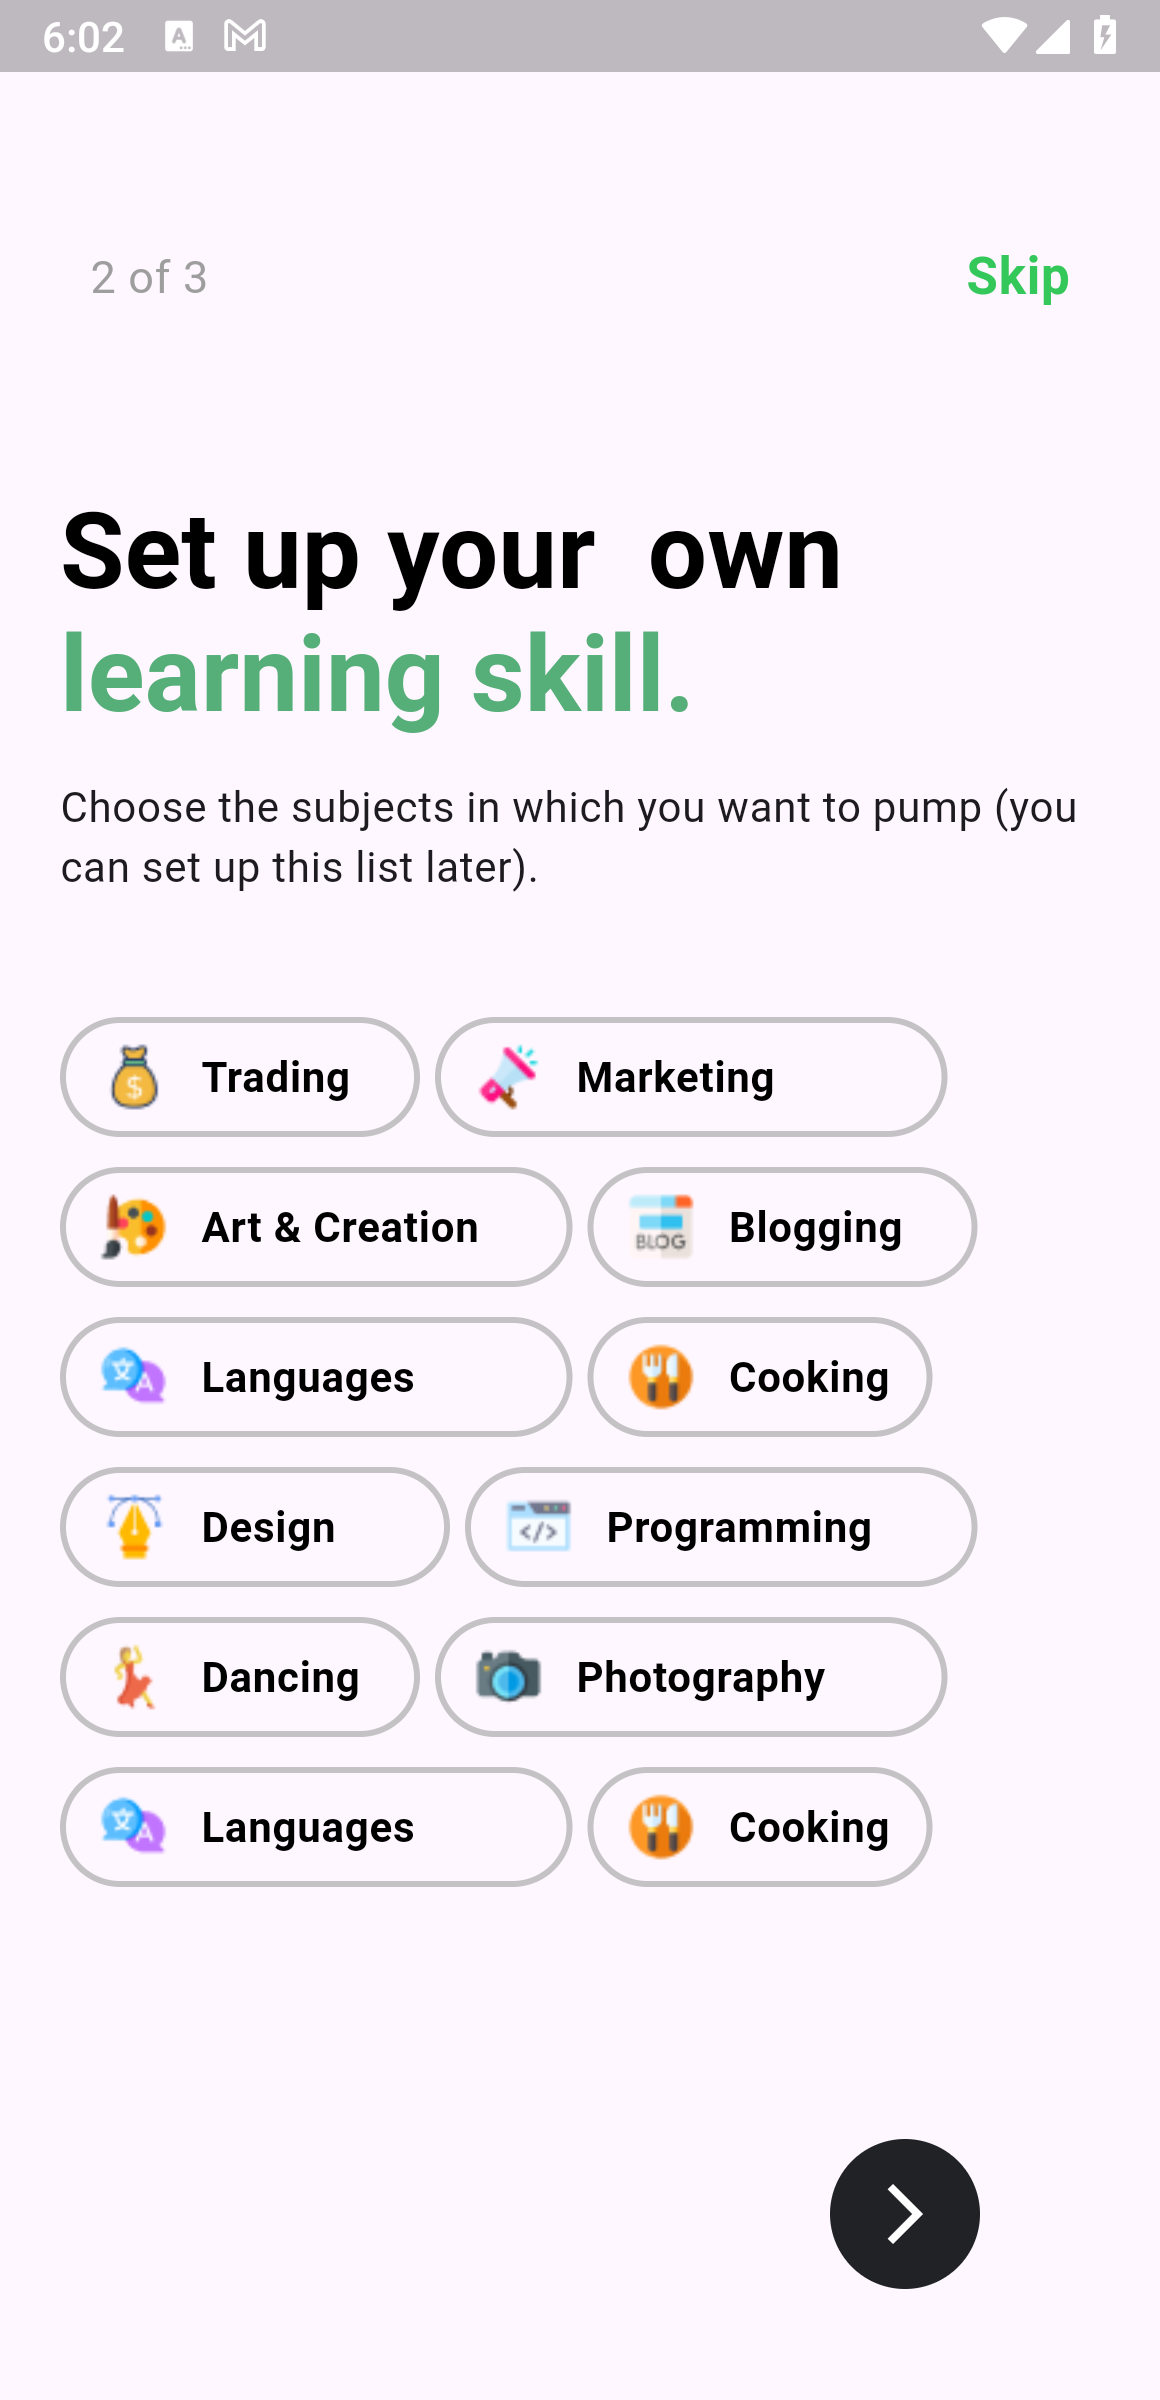 6:02
2 of 3
Skip
Set up your  own
learning skill.
Choose the subjects in which you want to pump (you
can set up this list later).
Trading
Marketing
Art & Creation
BLOG
Blogging
Languages
Cooking
Design
Programming
Dancing
Photography
Languages
Cooking